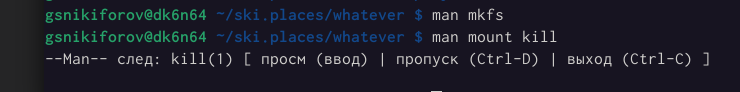 gsnikiforov@dk6n64 ~/ski.places/whatever $ man mkfs
gsnikiforov@dk6n64 ~/ski.places/whatever $ man mount kill
--Man-- след: kill(1) [ просм (ввод) | пропуск (Ctrl-D) | выход (Ctrl-C) ]